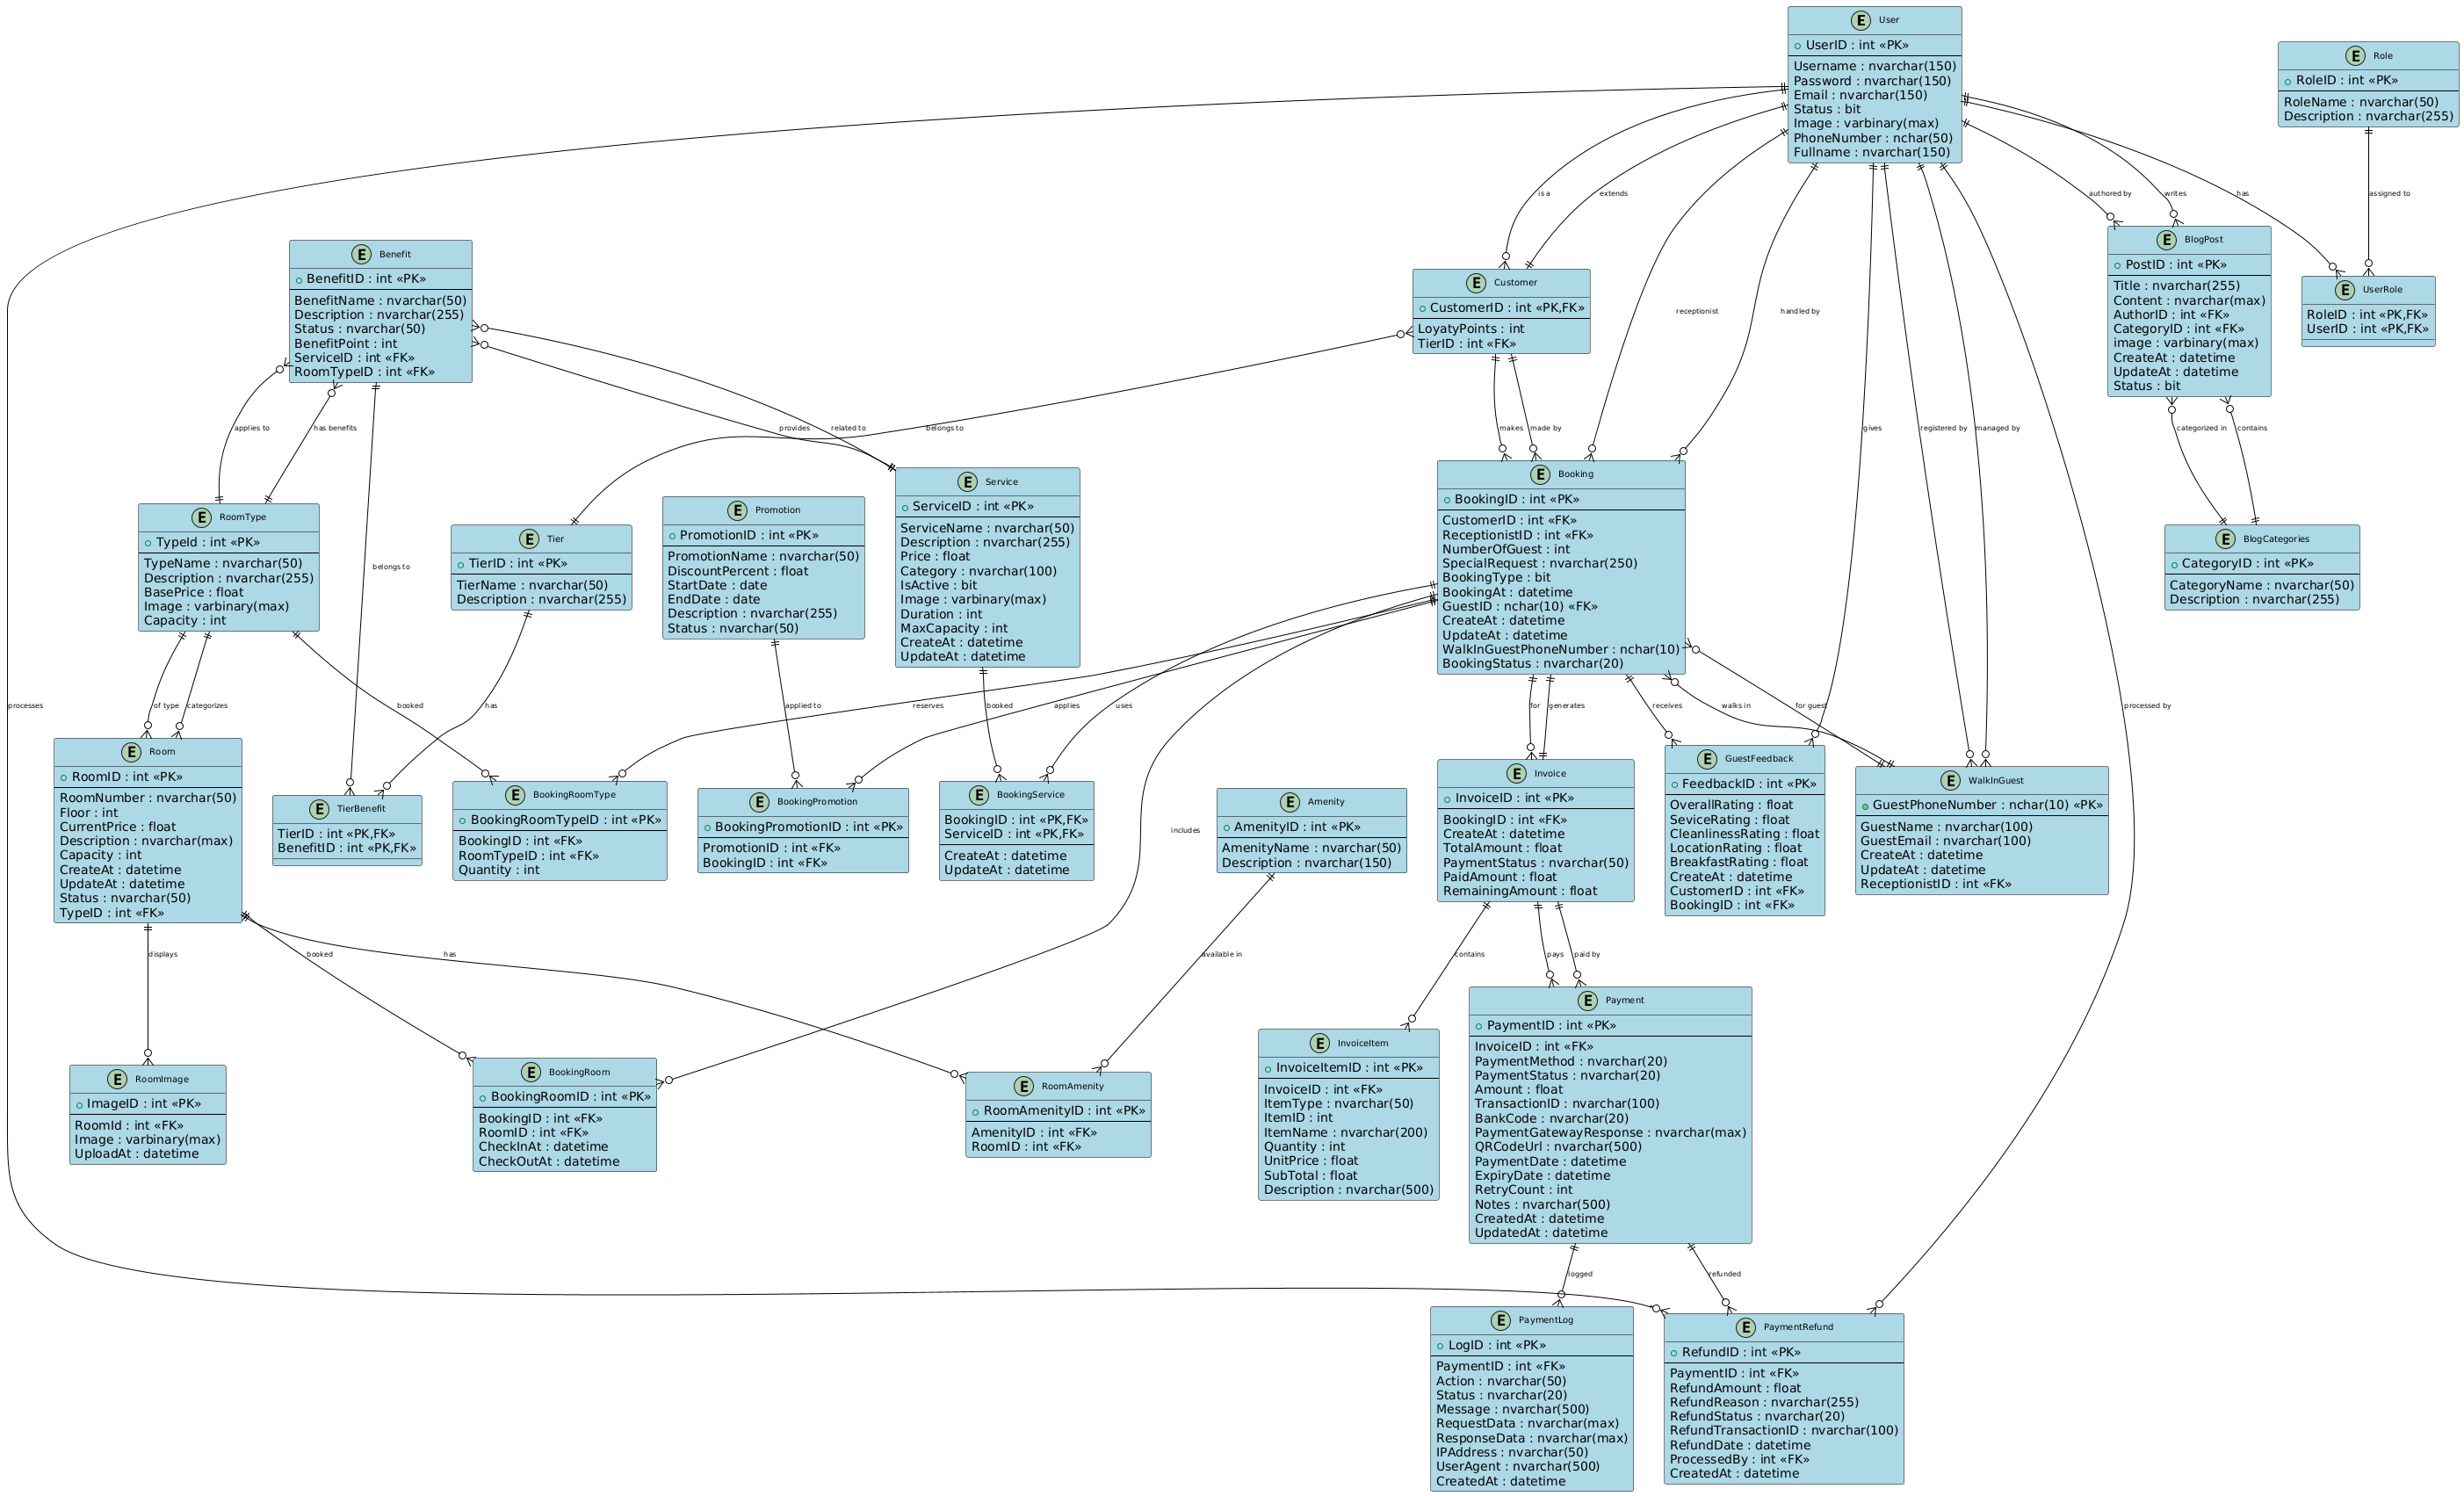 E User
UserID : int «PK»
Username : nvarchar(150)
Password : nvarchar(150)
Email : nvarchar(150)
Status : bit
Image : varbinary(max)
PhoneNumber : nchar(50)
Fullname : nvarchar(150)
E Role
RoleID : int «PK»
RoleName : nvarchar(50)
Description : nvarchar(255)
is a
extends
receptionist
handled by
gives
registered by
managed by
processed by
authored by
writes
has
assigned to
E Benefit
BenefitID : int «PK»
BenefitName : nvarchar(50)
Description : nvarchar(255)
Status : nvarchar(50)
BenefitPoint : int
ServiceID : int «FK»
RoomTypeID : int «FK»
E Customer
CustomerID : int «PK,FK»
LoyatyPoints : int
TierID : int «FK»
E BlogPost
PostID : int «PK»
Title : nvarchar(255)
Content : nvarchar(max)
AuthorID : int «FK»
CategoryID : int «FK»
image : varbinary(max)
CreateAt : datetime
UpdateAt : datetime
Status : bit
E UserRole
RoleID : int «PK,FK»
UserID : int «PK,FK»
applies to
has benefits
belongs to
provides
related to
belongs to
makes
made by
categorized in
contains
E RoomType
TypeId : int «PK»
TypeName : nvarchar(50)
Description : nvarchar(255)
BasePrice : float
Image : varbinary(max)
Capacity : int
E Tier
TierID : int «PK»
TierName : nvarchar(50)
Description : nvarchar(255)
E Promotion
PromotionID : int «PK»
PromotionName : nvarchar(50)
DiscountPercent : float
StartDate : date
EndDate : date
Description : nvarchar(255)
Status : nvarchar(50)
E Service
ServiceID : int «PK»
ServiceName : nvarchar(50)
Description : nvarchar(255)
Price : float
Category : nvarchar(100)
IsActive : bit
Image : varbinary(max)
Duration : int
MaxCapacity : int
CreateAt : datetime
UpdateAt : datetime
E Booking
BookingID : int «PK»
CustomerID : int «FK»
ReceptionistID : int «FK»
NumberOfGuest : int
SpecialRequest : nvarchar(250)
BookingType : bit
BookingAt : datetime
GuestID : nchar(10) «FK»
CreateAt : datetime
UpdateAt : datetime
WalkInGuestPhoneNumber : nchar(10)
BookingStatus : nvarchar(20)
E BlogCategories
CategoryID : int «PK»
CategoryName : nvarchar(50)
Description : nvarchar(255)
processes
of type
categorizes
booked
has
applied to
reserves
booked
applies
uses
includes
for
generates
receives
walks in
for guest
E Room
RoomID : int «PK»
RoomNumber : nvarchar(50)
Floor : int
CurrentPrice : float
Description : nvarchar(max)
Capacity : int
CreateAt : datetime
UpdateAt : datetime
Status : nvarchar(50)
TypeID : int «FK»
E TierBenefit
TierID : int «PK,FK»
BenefitID : int «PK,FK»
E BookingRoomType
BookingRoomTypeID : int «PK»
BookingID : int «FK»
RoomTypeID : int «FK»
Quantity : int
E BookingPromotion
BookingPromotionID : int «PK»
PromotionID : int «FK»
BookingID : int «FK»
E BookingService
BookingID : int «PK,FK»
ServiceID : int «PK,FK»
CreateAt : datetime
UpdateAt : datetime
E Amenity
AmenityID : int «PK»
AmenityName : nvarchar(50)
Description : nvarchar(150)
E Invoice
InvoiceID : int «PK»
BookingID : int «FK»
CreateAt : datetime
TotalAmount : float
PaymentStatus : nvarchar(50)
PaidAmount : float
RemainingAmount : float
E GuestFeedback
FeedbackID : int «PK»
OverallRating : float
SeviceRating : float
CleanlinessRating : float
LocationRating : float
BreakfastRating : float
CreateAt : datetime
CustomerID : int «FK»
BookingID : int «FK»
E WalkInGuest
GuestPhoneNumber : nchar(10) «PK»
GuestName : nvarchar(100)
GuestEmail : nvarchar(100)
CreateAt : datetime
UpdateAt : datetime
ReceptionistID : int «FK»
displays
booked
has
available in
contains
pays
paid by
E RoomImage
ImageID : int «PK»
RoomId : int «FK»
Image : varbinary(max)
UploadAt : datetime
E BookingRoom
BookingRoomID : int «PK»
BookingID : int «FK»
RoomID : int «FK»
CheckInAt : datetime
CheckOutAt : datetime
E RoomAmenity
RoomAmenityID : int «PK»
AmenityID : int «FK»
RoomID : int «FK»
E InvoiceItem
InvoiceItemID : int «PK»
InvoiceID : int «FK»
ItemType : nvarchar(50)
ItemID : int
ItemName : nvarchar(200)
Quantity : int
UnitPrice : float
SubTotal : float
Description : nvarchar(500)
E Payment
PaymentID : int «PK»
InvoiceID : int «FK»
PaymentMethod : nvarchar(20)
PaymentStatus : nvarchar(20)
Amount : float
TransactionID : nvarchar(100)
BankCode : nvarchar(20)
PaymentGatewayResponse : nvarchar(max)
QRCodeUrl : nvarchar(500)
PaymentDate : datetime
ExpiryDate : datetime
RetryCount : int
Notes : nvarchar(500)
CreatedAt : datetime
UpdatedAt : datetime
logged
refunded
E PaymentLog
LogID : int «PK»
PaymentID : int «FK»
Action : nvarchar(50)
Status : nvarchar(20)
Message : nvarchar(500)
RequestData : nvarchar(max)
ResponseData : nvarchar(max)
IPAddress : nvarchar(50)
UserAgent : nvarchar(500)
CreatedAt : datetime
E PaymentRefund
RefundID : int «PK»
PaymentID : int «FK»
RefundAmount : float
RefundReason : nvarchar(255)
RefundStatus : nvarchar(20)
RefundTransactionID : nvarchar(100)
RefundDate : datetime
ProcessedBy : int «FK»
CreatedAt : datetime